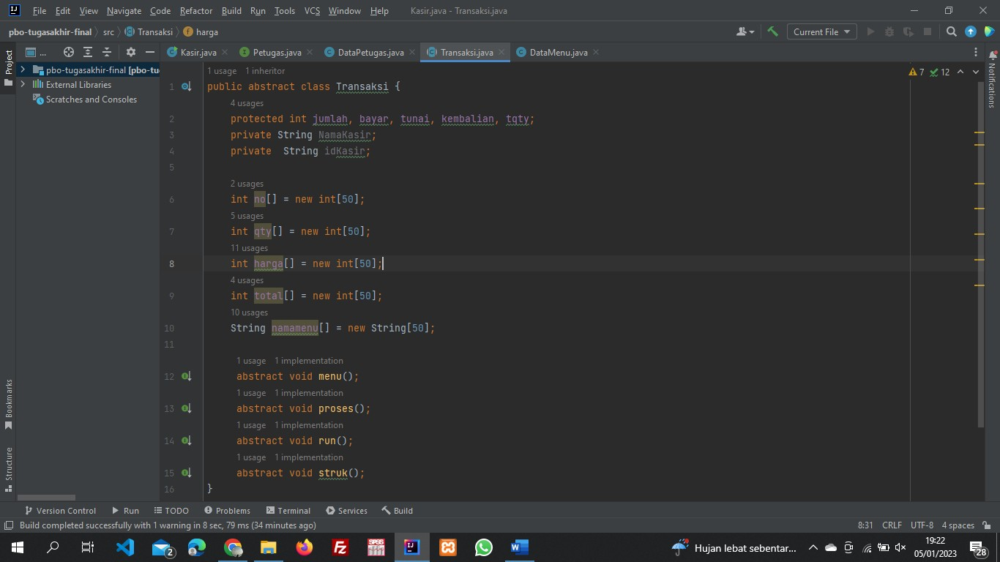 File Edit View Navigate Code Refactor Build Run Tools VCS Window Help Kasir.java - Transaksi.java
pbo-tugasakhir-final src Transaksi harga Current File
Project ... Kasir.java Petugas.java DataPetugas.java Transaksi.java DataMenu.java
pbo-tugasakhir-final [pbo-tu
External Libraries
Scratches and Consoles
1 usage 1 inheritor 7 12
1 public abstract class Transaksi {
4 usages
2 protected int jumlah, bayar, tunai, kembalian, tqty;
3 private String NamaKasir;
4 private  String idKasir;
5
2 usages
6 int no[] = new int[50];
5 usages
7 int qty[] = new int[50];
11 usages
8 int harga[] = new int[50];
4 usages
9 int total[] = new int[50];
10 usages
10 String namamenu[] = new String[50];
11
1 usage 1 implementation
12 abstract void menu();
1 usage 1 implementation
13 abstract void proses();
1 usage 1 implementation
14 abstract void run();
1 usage 1 implementation
15 abstract void struk();
16 }
Notifications
Bookmarks
Structure
Version Control Run TODO Problems Terminal Services Build
Build completed successfully with 1 warning in 8 sec, 79 ms (34 minutes ago) 8:31 CRLF UTF-8 4 spaces
2 SPSS Hujan lebat sebentar... 19:22
05/01/2023 28